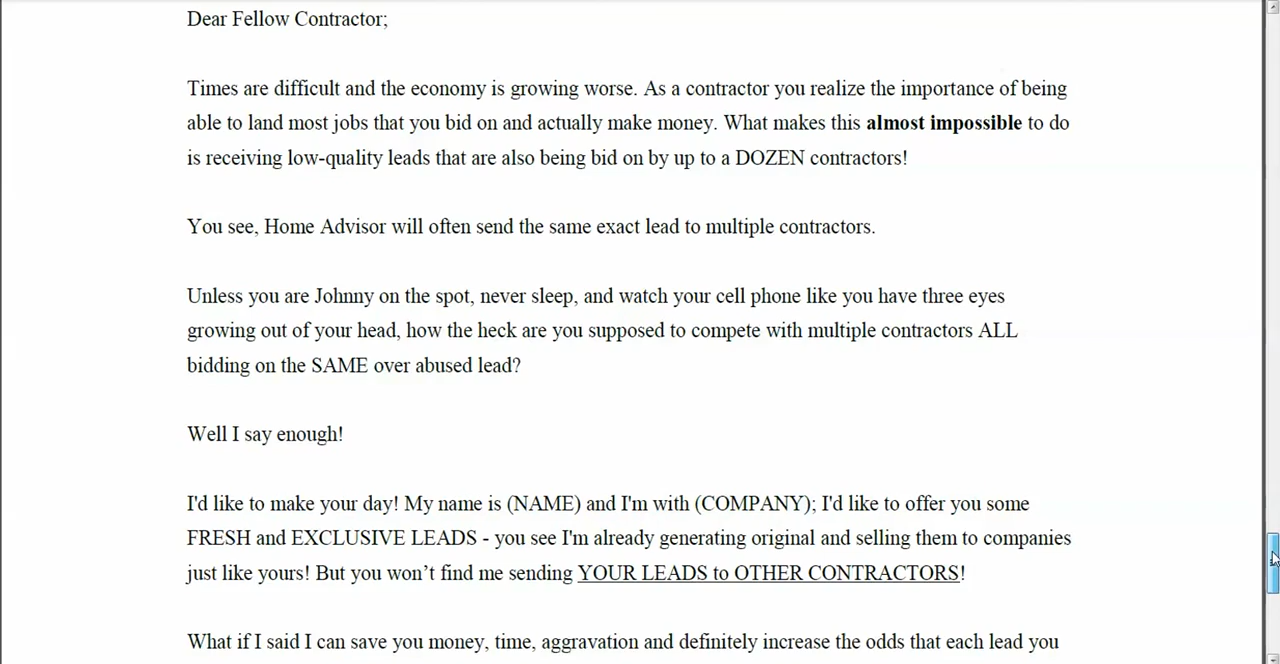 Dear Fellow Contractor;
Times are difficult and the economy is growing worse. As a contractor you realize the importance of being
able to land most jobs that you bid on and actually make money. What makes this almost impossible to do
is receiving low-quality leads that are also being bid on by up to a DOZEN contractors!
You see, Home Advisor will often send the same exact lead to multiple contractors.
Unless you are Johnny on the spot, never sleep, and watch your cell phone like you have three eyes
growing out of your head, how the heck are you supposed to compete with multiple contractors ALL
bidding on the SAME over abused lead?
Well I say enough!
I'd like to make your day! My name is (NAME) and I'm with (COMPANY); I'd like to offer you some
FRESH and EXCLUSIVE LEADS - you see I'm already generating original and selling them to companies
just like yours! But you won’t find me sending YOUR LEADS to OTHER CONTRACTORS!
What if I said I can save you money, time, aggravation and definitely increase the odds that each lead you